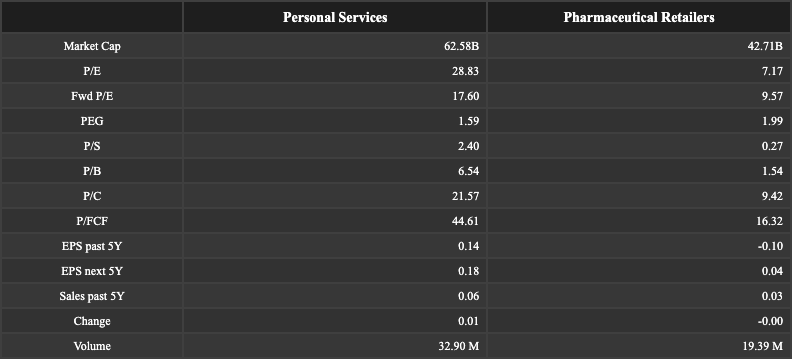 Personal Services Pharmaceutical Retailers
Market Cap 62.58B 42.71B
P/E 28.83 7.17
Fwd P/E 17.60 9.57
PEG 1.59 1.99
P/S 2.40 0.27
P/B 6.54 1.54
P/C 21.57 9.42
P/FCF 44.61 16.32
EPS past 5Y 0.14 -0.10
EPS next 5Y 0.18 0.04
Sales past 5Y 0.06 0.03
Change 0.01 -0.00
Volume 32.90 M 19.39 M